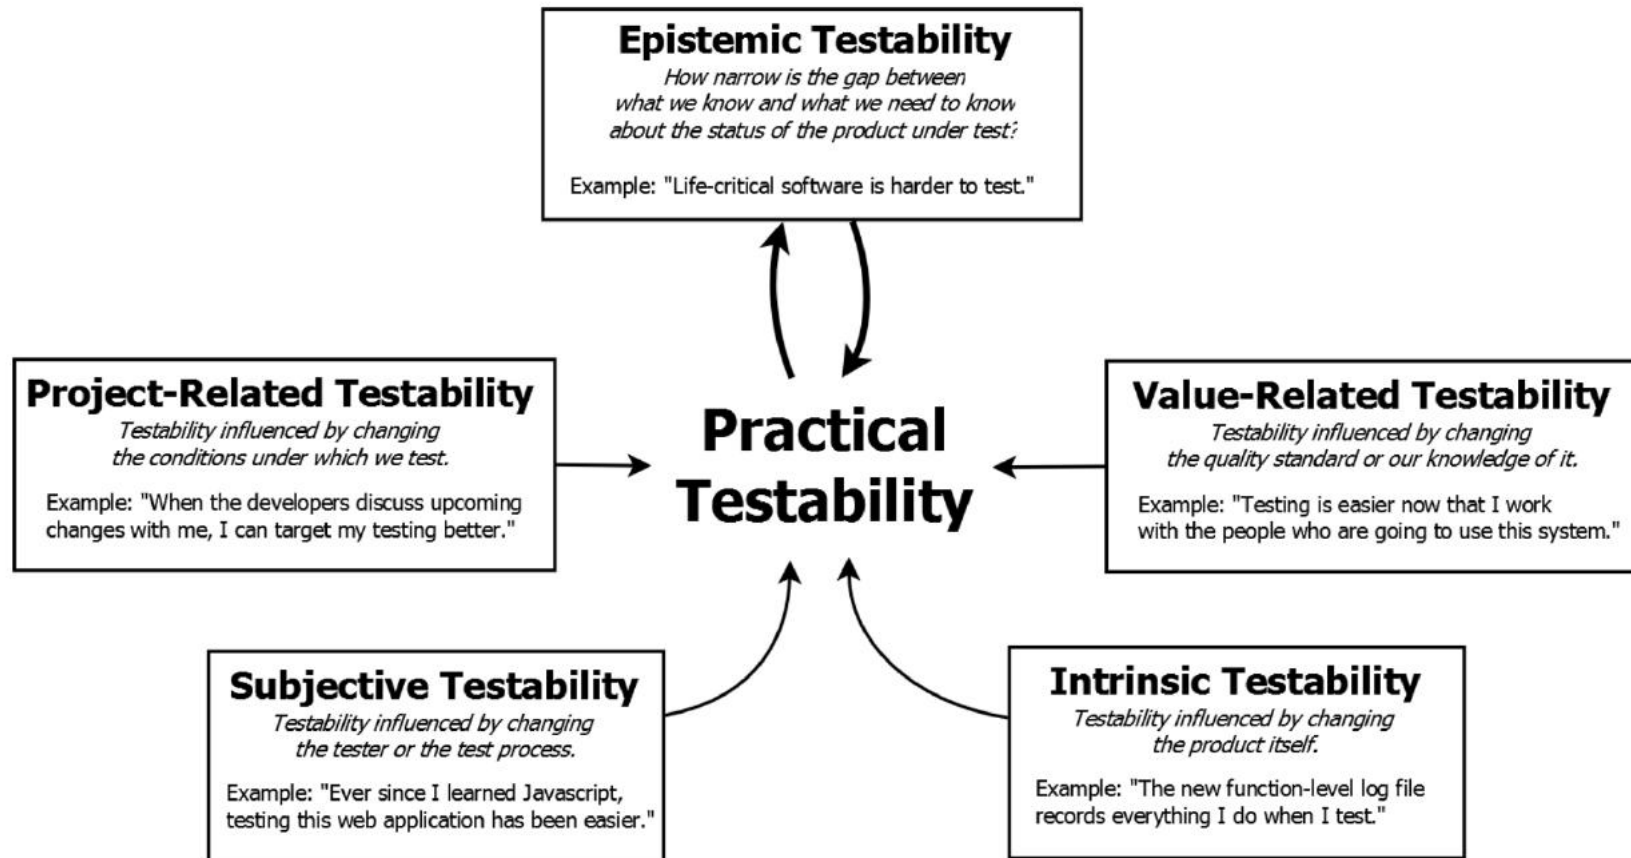 Epistemic Testability
How narrow is the gap between
what we know and what we need to know
about the status of the product under test?
Example: "Life-critical software is harder to test."
Project-Related Testability
Testability influenced by changing
the conditions under which we test.
Example: "When the developers discuss upcoming
changes with me, I can target my testing better."
Practical
Testability
Value-Related Testability
Testability influenced by changing
the quality standard or our knowledge of it.
Example: "Testing is easier now that I work
with the people who are going to use this system."
Subjective Testability
Testability influenced by changing
the tester or the test process.
Example: "Ever since I learned Javascript,
testing this web application has been easier."
Intrinsic Testability
Testability influenced by changing
the product itself.
Example: "The new function-level log file
records everything I do when I test."